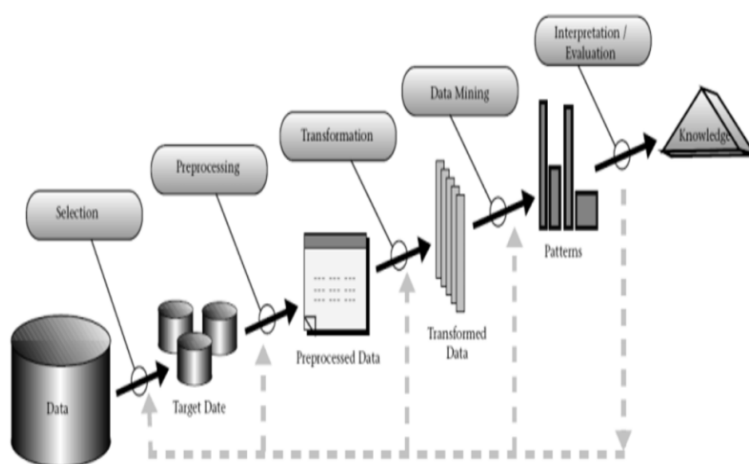 Interpretation /
Evaluation
Data Mining
Transformation
Preprocessing
Selection
Knowledge
Patterns
Transformed
Data
Preprocessed Data
Target Date
Data